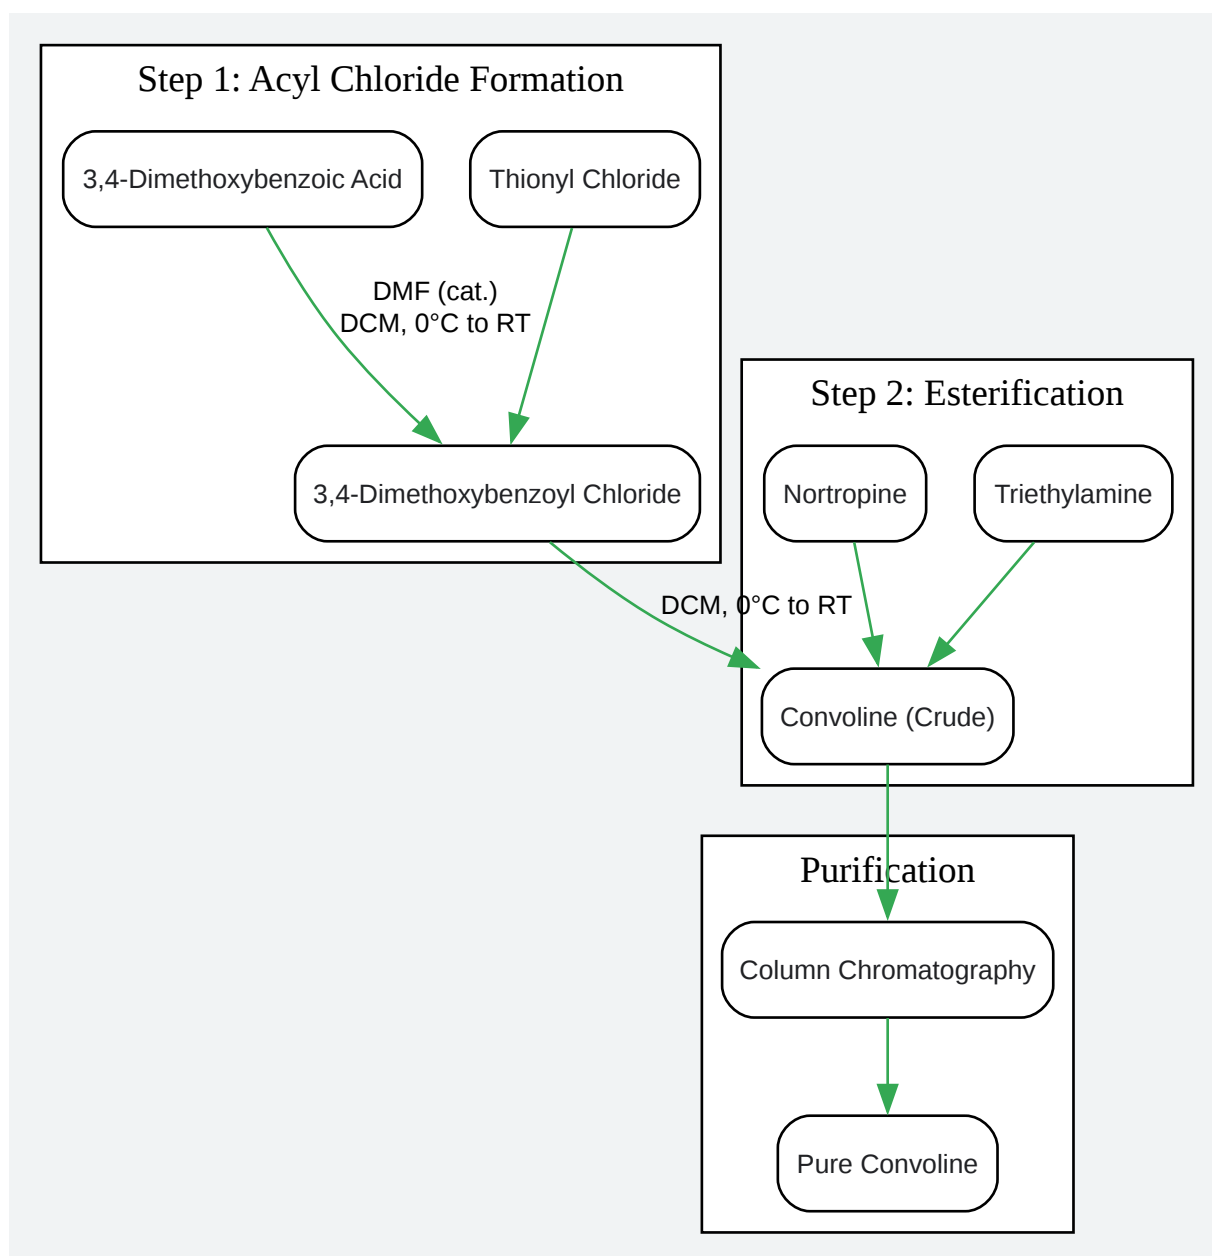 Step 1: Acyl Chloride Formation
3,4-Dimethoxybenzoic Acid
Thionyl Chloride
DMF (cat.)
DCM, 0°C to RT
3,4-Dimethoxybenzoyl Chloride
Step 2: Esterification
Nortropine
Triethylamine
DCM, 0°C to RT
Convoline (Crude)
Purification
Column Chromatography
Pure Convoline